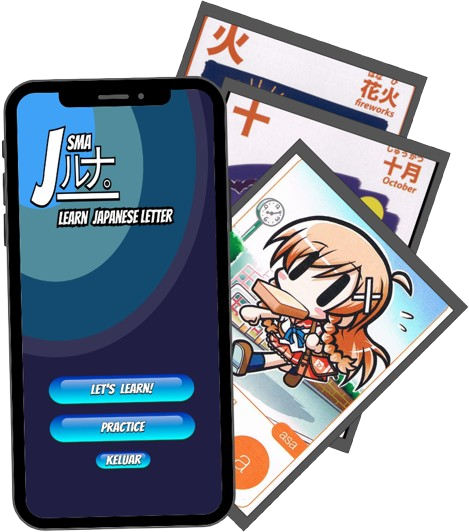 SMA
Jルナ。
LEARN JAPANESE LETTER
LET'S LEARN!
PRACTICE
KELUAR
火
はな び
花火
fireworks
十
じゅうがつ
十月
October
asa
a